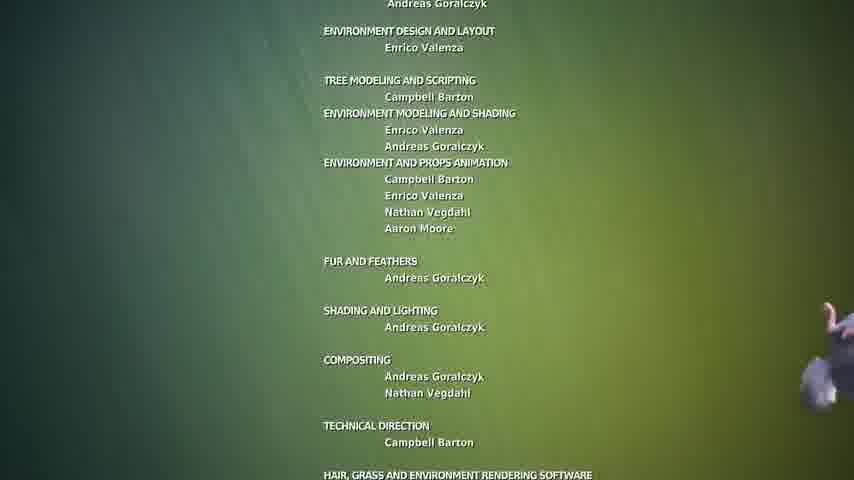 Andreas Goralczyk
ENVIRONMENT DESIGN AND LAYOUT
Enrico Valenza
TREE MODELING AND SCRIPTING
Campbell Barton
ENVIRONMENT MODELING AND SHADING
Enrico Valenza
Andreas Goralczyk
ENVIRONMENT AND PROPS ANIMATION
Campbell Barton
Enrico Valenza
Nathan Vegdahl
Aaron Moore
FUR AND FEATHERS
Andreas Goralczyk
SHADING AND LIGHTING
Andreas Goralczyk
COMPOSITING
Andreas Goralczyk
Nathan Vegdahl
TECHNICAL DIRECTION
Campbell Barton
HAIR, GRASS AND ENVIRONMENT RENDERING SOFTWARE